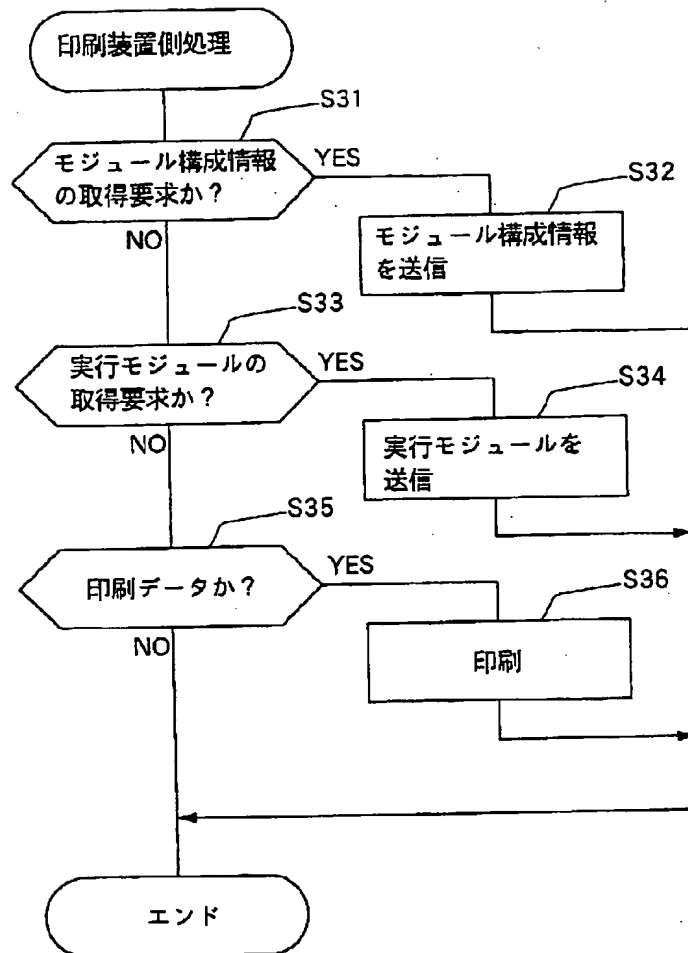 印刷装置側処理
S31
モジュール構成情報
の取得要求か?
YES
NO
S32
モジュール構成情報
を送信
S33
実行モジュールの
取得要求か?
YES
NO
S34
実行モジュールを
送信
S35
印刷データか?
YES
NO
S36
印刷
エンド